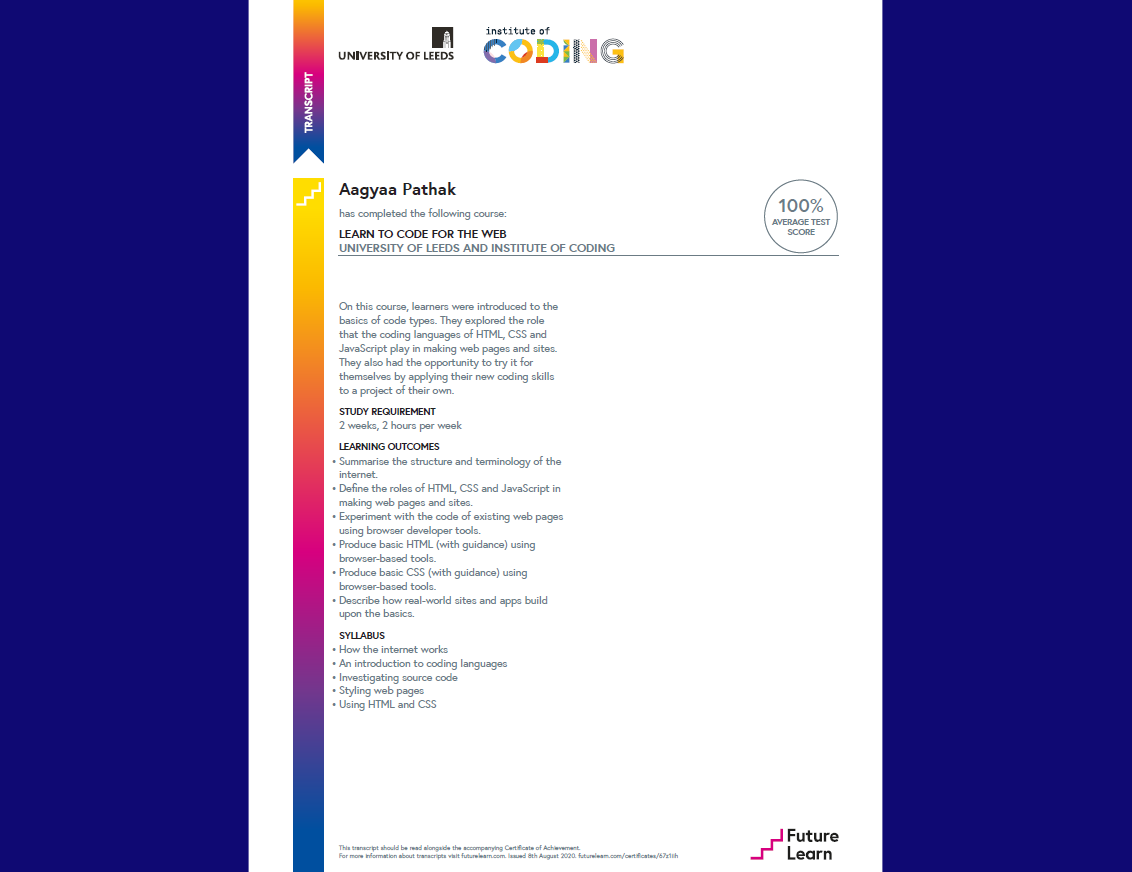 TRANSCRIPT
UNIVERSITY OF LEEDS
institute of
CODING
Aagyaa Pathak
has completed the following course:
LEARN TO CODE FOR THE WEB
UNIVERSITY OF LEEDS AND INSTITUTE OF CODING
100%
AVERAGE TEST
SCORE
On this course, learners were introduced to the
basics of code types. They explored the role
that the coding languages of HTML, CSS and
JavaScript play in making web pages and sites.
They also had the opportunity to try it for
themselves by applying their new coding skills
to a project of their own.
STUDY REQUIREMENT
2 weeks, 2 hours per week
LEARNING OUTCOMES
• Summarise the structure and terminology of the
internet.
• Define the roles of HTML, CSS and JavaScript in
making web pages and sites.
• Experiment with the code of existing web pages
using browser developer tools.
• Produce basic HTML (with guidance) using
browser-based tools.
• Produce basic CSS (with guidance) using
browser-based tools.
• Describe how real-world sites and apps build
upon the basics.
SYLLABUS
• How the internet works
• An introduction to coding languages
• Investigating source code
• Styling web pages
• Using HTML and CSS
This transcript should be read alongside the accompanying Certificate of Achievement.
For more information about transcripts visit futurelearn.com. Issued 8th August 2020.
Future
Learn